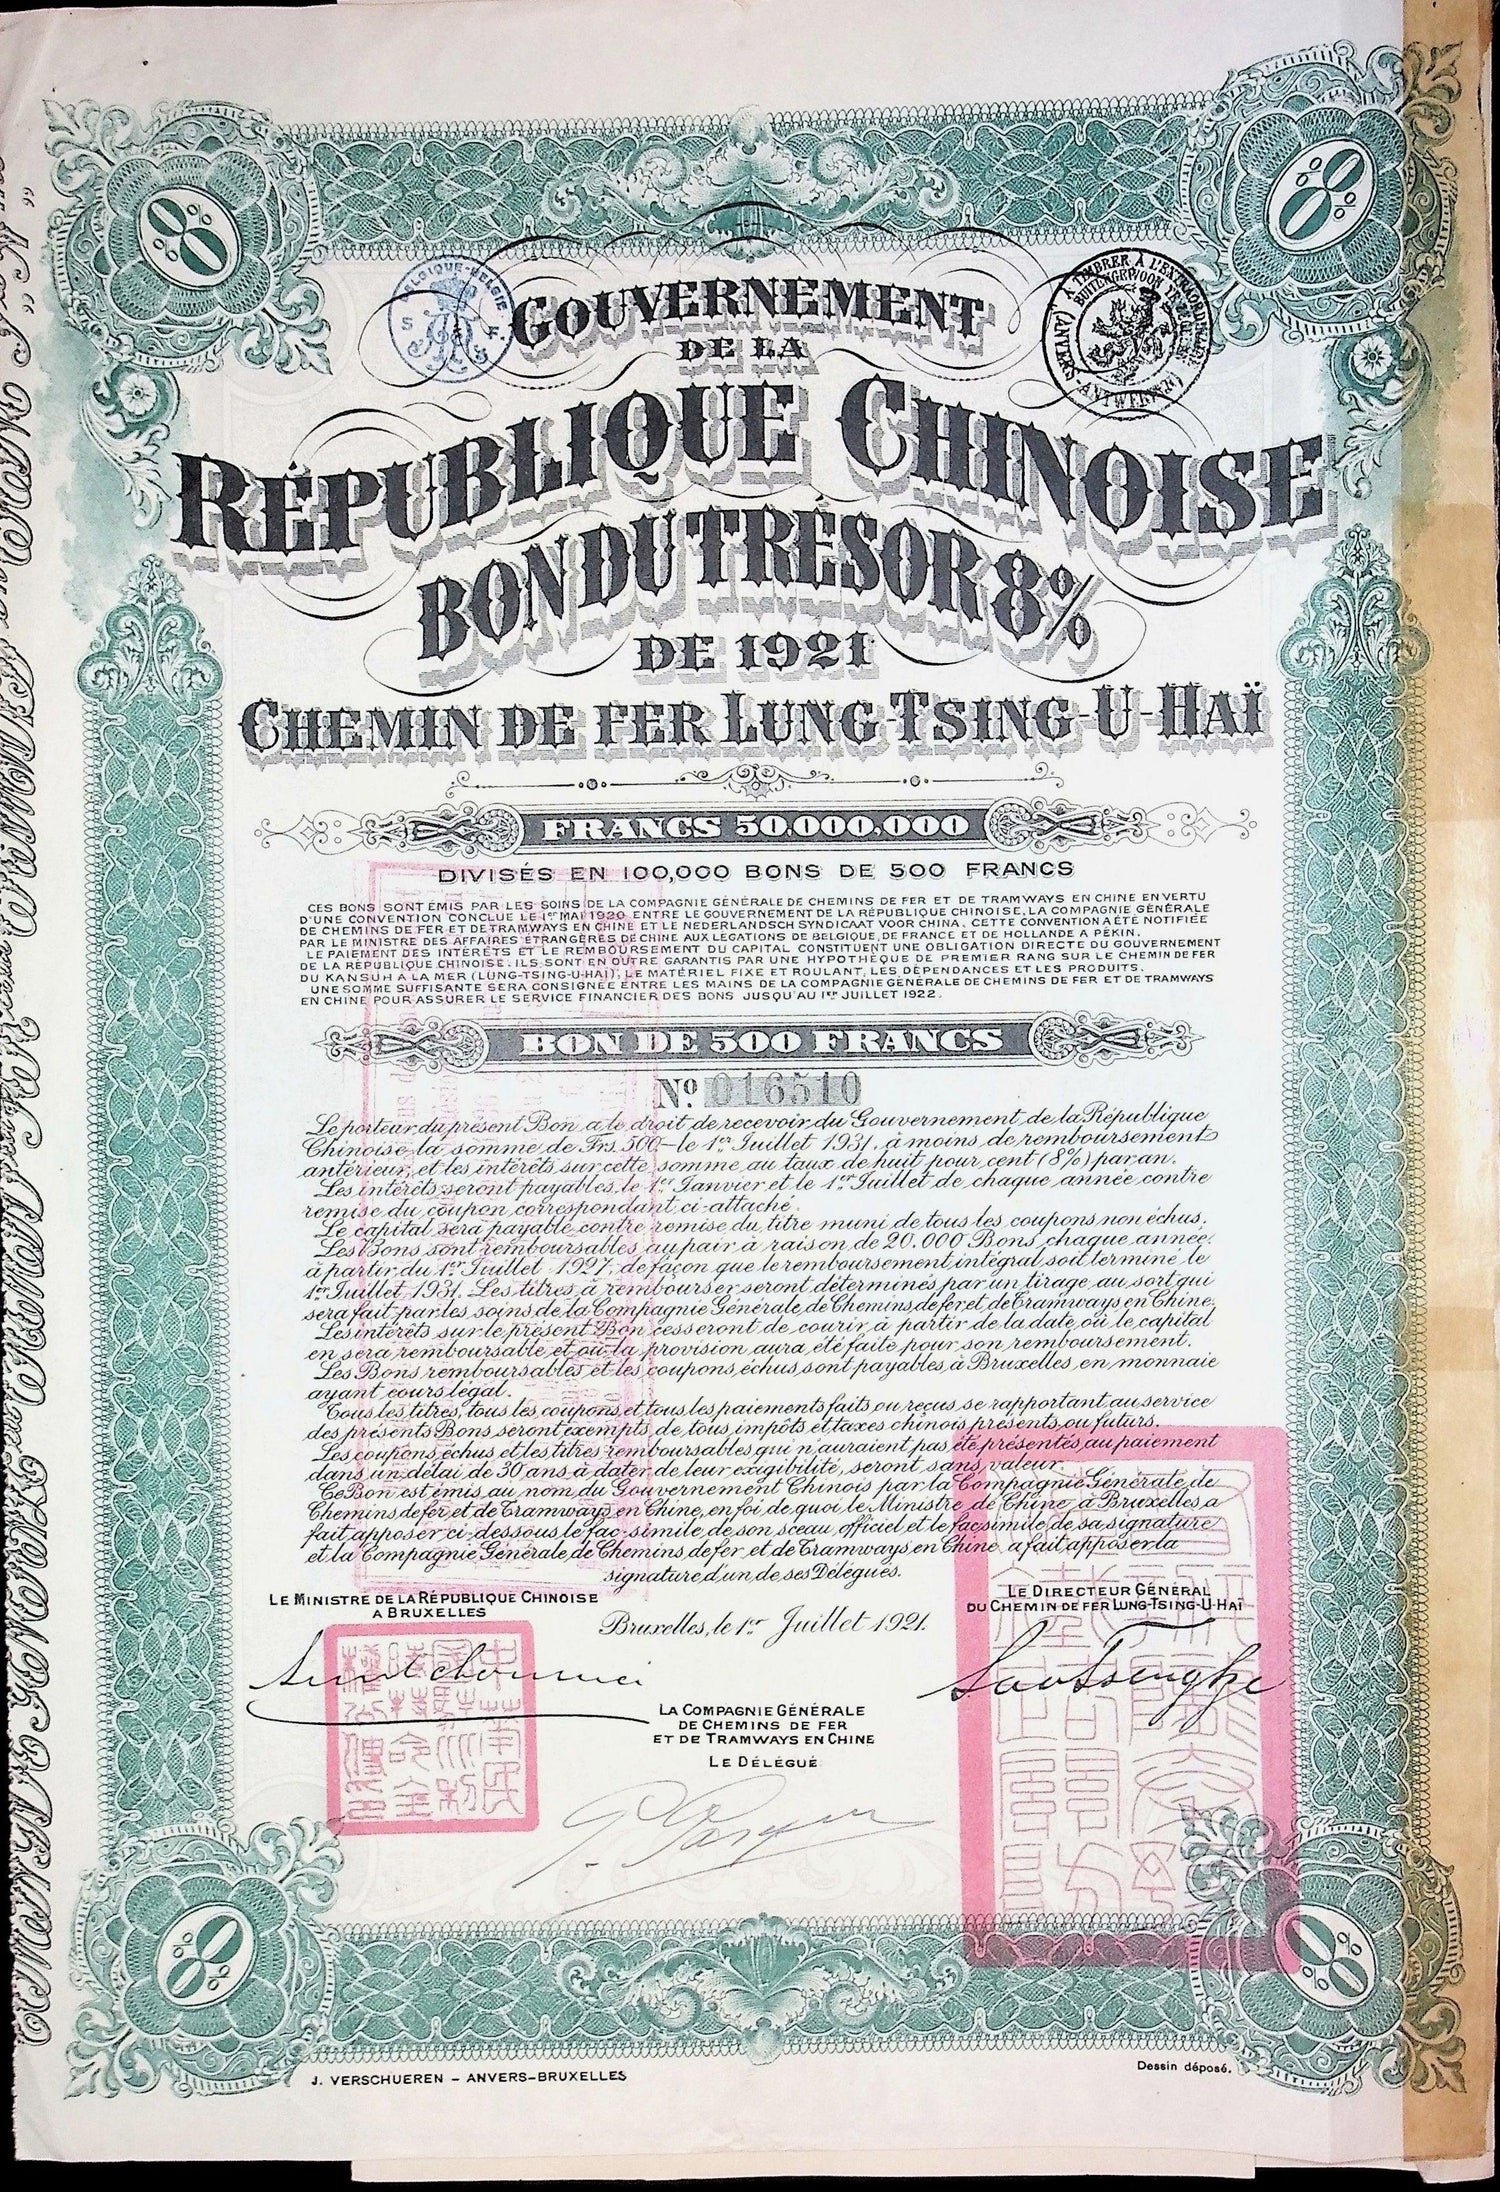 8%
8%
BELGIQUE-BELGIE
GOUVERNEMENT
DE LA
RÉPUBLIQUE CHINOISE
BON DU TRÉSOR 8%
DE 1921
CHEMIN DE FER LUNG-TSING-U-HAÏ
FRANCS 50.000.000
DIVISÉS EN 100,000 BONS DE 500 FRANCS
CES BONS SONT ÉMIS PAR LES SOINS DE LA COMPAGNIE GÉNÉRALE DE CHEMINS DE FER ET DE TRAMWAYS EN CHINE EN VERTU
D'UNE CONVENTION CONCLUE LE 1er MAI 1920 ENTRE LE GOUVERNEMENT DE LA RÉPUBLIQUE CHINOISE, LA COMPAGNIE GÉNÉRALE
DE CHEMINS DE FER ET DE TRAMWAYS EN CHINE ET LE NEDERLANDSCH SYNDICAAT VOOR CHINA. CETTE CONVENTION A ÉTÉ NOTIFIÉE
PAR LE MINISTRE DES AFFAIRES ÉTRANGÈRES DE CHINE AUX LÉGATIONS DE BELGIQUE, DE FRANCE ET DE HOLLANDE A PÉKIN.
LE PAIEMENT DES INTÉRÊTS ET LE REMBOURSEMENT DU CAPITAL CONSTITUENT UNE OBLIGATION DIRECTE DU GOUVERNEMENT
DE LA RÉPUBLIQUE CHINOISE. ILS SONT EN OUTRE GARANTIS PAR UNE HYPOTHÈQUE DE PREMIER RANG SUR LE CHEMIN DE FER
DU KANSUH A LA MER (LUNG-TSING-U-HAI), LE MATÉRIEL FIXE ET ROULANT, LES DÉPENDANCES ET LES PRODUITS.
UNE SOMME SUFFISANTE SERA CONSIGNÉE ENTRE LES MAINS DE LA COMPAGNIE GÉNÉRALE DE CHEMINS DE FER ET DE TRAMWAYS
EN CHINE POUR ASSURER LE SERVICE FINANCIER DES BONS JUSQU'AU 1er JUILLET 1922.
BON DE 500 FRANCS
No. 016510
Le porteur du présent Bon a le droit de recevoir du Gouvernement de la République
Chinoise la somme de Frs. 500.- le 1er Juillet 1931, à moins de remboursement
antérieur, et les intérêts sur cette somme au taux de huit pour cent (8%) par an.
Les intérêts seront payables le 1er Janvier et le 1er Juillet de chaque année contre
remise du coupon correspondant ci-attaché.
Le capital sera payable contre remise du titre muni de tous les coupons non échus.
Les Bons sont remboursables au pair à raison de 20.000 Bons chaque année,
à partir du 1er Juillet 1927, de façon que le remboursement intégral soit terminé le
1er Juillet 1931. Les titres à rembourser seront déterminés par un tirage au sort qui
sera fait par les soins de la Compagnie Générale de Chemins de fer et de Tramways en Chine.
Les intérêts sur le présent Bon cesseront de courir à partir de la date où le capital
en sera remboursable et où la provision aura été faite pour son remboursement.
Les Bons remboursables et les coupons échus sont payables à Bruxelles en monnaie
ayant cours légal.
Tous les titres, tous les coupons et tous les paiements faits ou reçus se rapportant au service
des présents Bons seront exempts de tous impôts et taxes chinois présents ou futurs.
Les coupons échus et les titres remboursables qui n'auraient pas été présentés au paiement
dans un délai de 30 ans à dater de leur exigibilité, seront sans valeur.
Ce Bon est émis au nom du Gouvernement Chinois par la Compagnie Générale de
Chemins de fer et de Tramways en Chine, en foi de quoi le Ministre de Chine à Bruxelles a
fait apposer ci-dessous le fac-simile de son sceau officiel et le facsimile de sa signature
et la Compagnie Générale de Chemins de fer et de Tramways en Chine a fait apposer la
signature d'un de ses Délégués.
LE MINISTRE DE LA RÉPUBLIQUE CHINOISE
A BRUXELLES
LE DIRECTEUR GÉNÉRAL
DU CHEMIN DE FER LUNG-TSING-U-HAÏ
Bruxelles, le 1er Juillet 1921.
LA COMPAGNIE GÉNÉRALE
DE CHEMINS DE FER
ET DE TRAMWAYS EN CHINE
LE DÉLÉGUÉ
8%
8%
J. VERSCHUEREN – ANVERS-BRUXELLES
Dessin déposé.